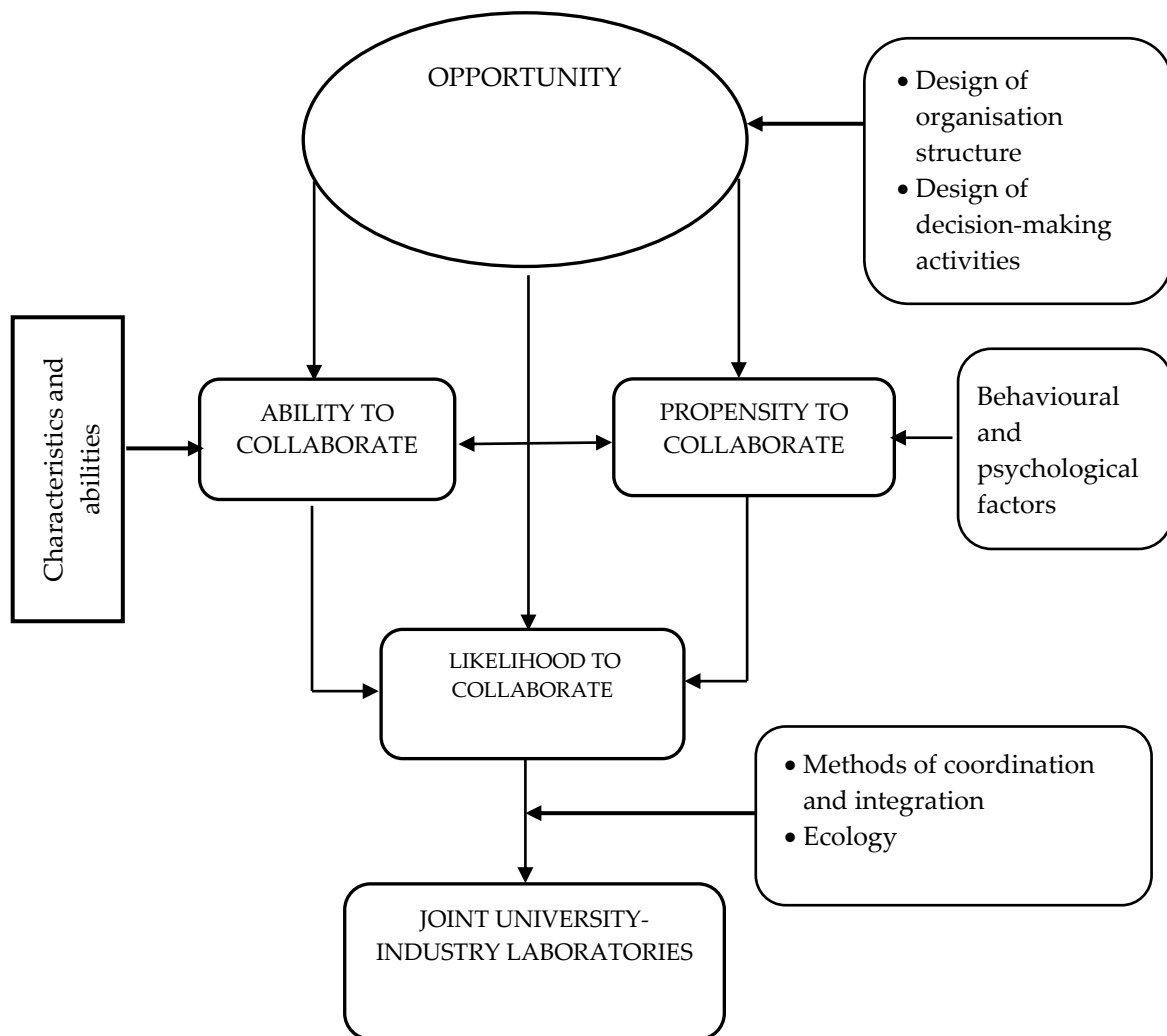 OPPORTUNITY
• Design of
organisation
structure
• Design of
decision-making
activities
Characteristics and
abilities
ABILITY TO
COLLABORATE
PROPENSITY TO
COLLABORATE
Behavioural
and
psychological
factors
LIKELIHOOD TO
COLLABORATE
• Methods of coordination
and integration
• Ecology
JOINT UNIVERSITY-
INDUSTRY LABORATORIES